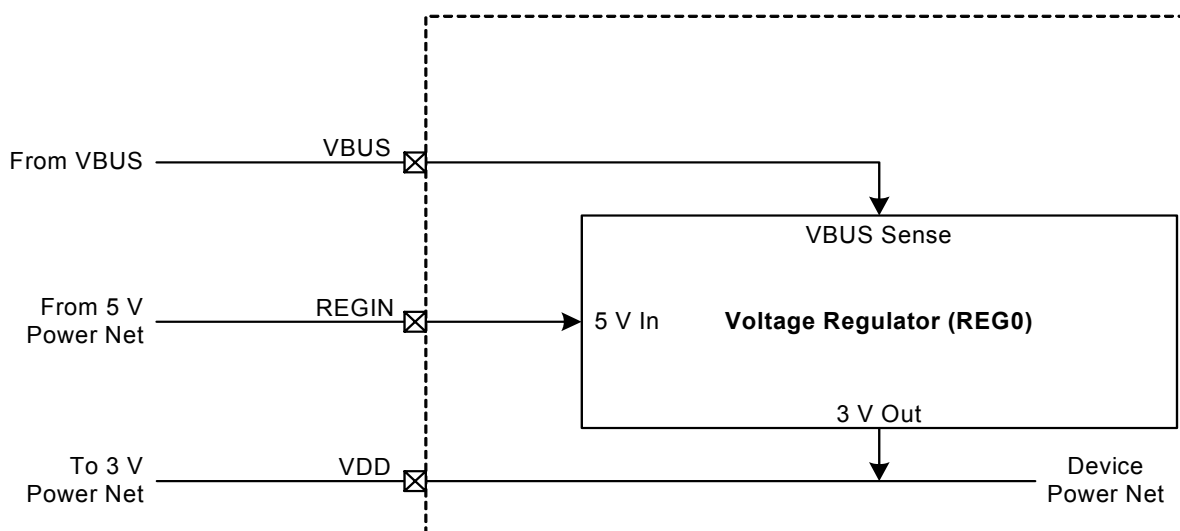 From VBUS
VBUS
VBUS Sense
From 5 V
Power Net
REGIN
5 V In
Voltage Regulator (REG0)
3 V Out
To 3 V
Power Net
VDD
Device
Power Net